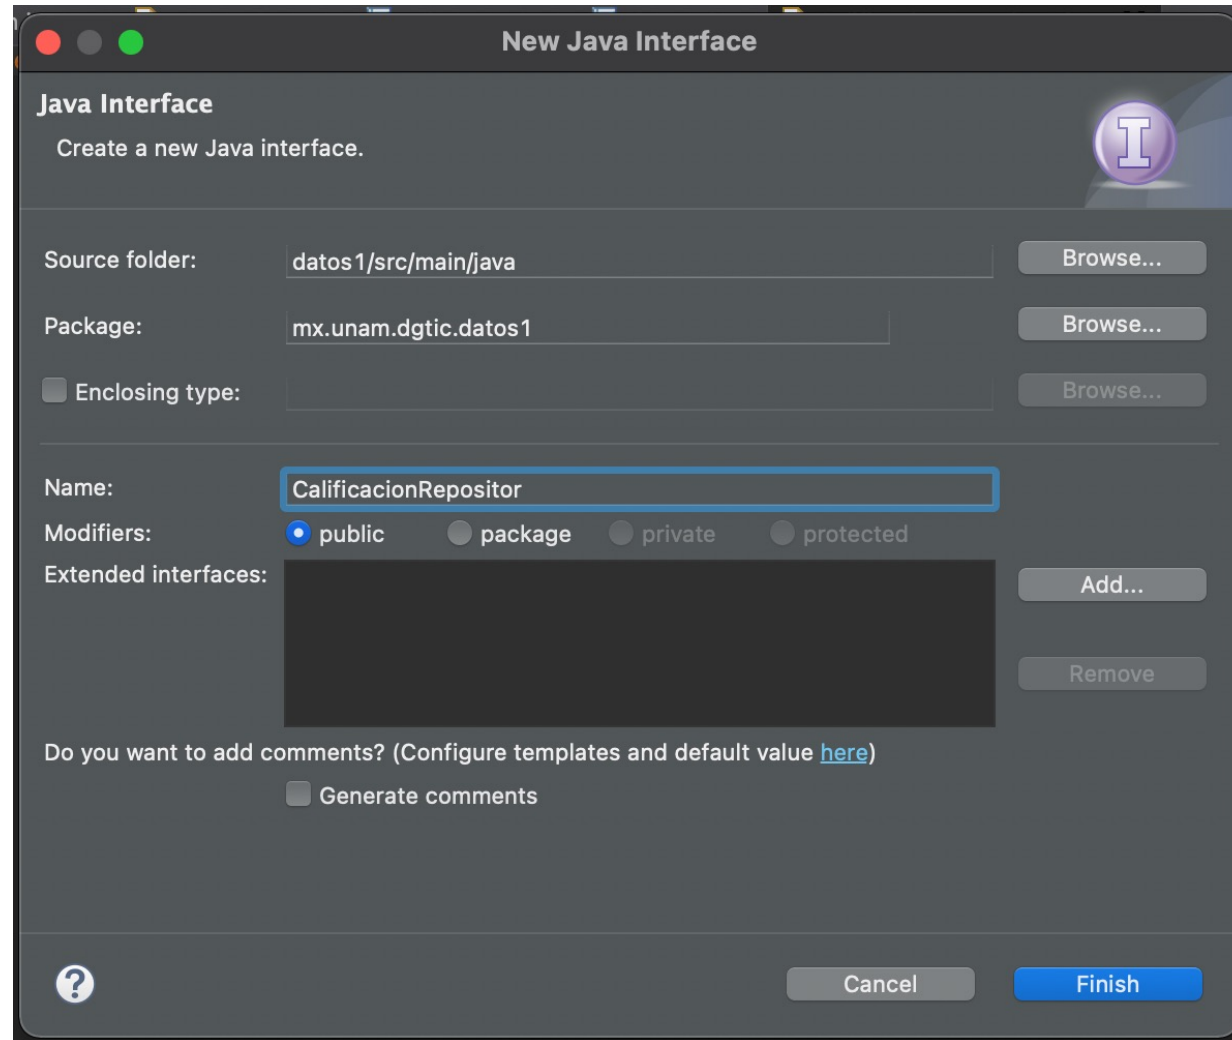 New Java Interface
Java Interface
Create a new Java interface.
Source folder: datos1/src/main/java Browse...
Package: mx.unam.dgtic.datos1 Browse...
Enclosing type: Browse...
Name: CalificacionRepositor
Modifiers: public package private protected
Extended interfaces: Add...
Remove
Do you want to add comments? (Configure templates and default value here)
Generate comments
? Cancel Finish